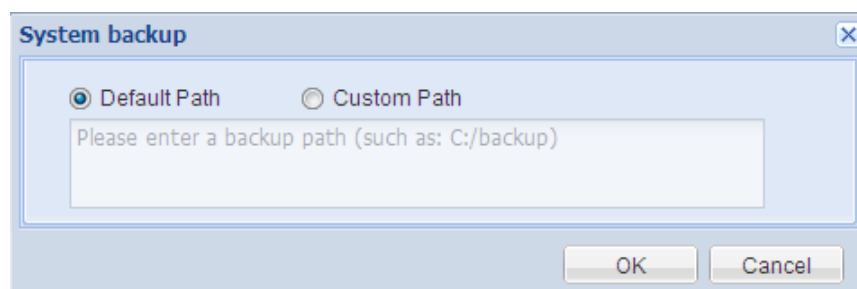 System backup
Default Path Custom Path
Please enter a backup path (such as: C:/backup)
OK Cancel